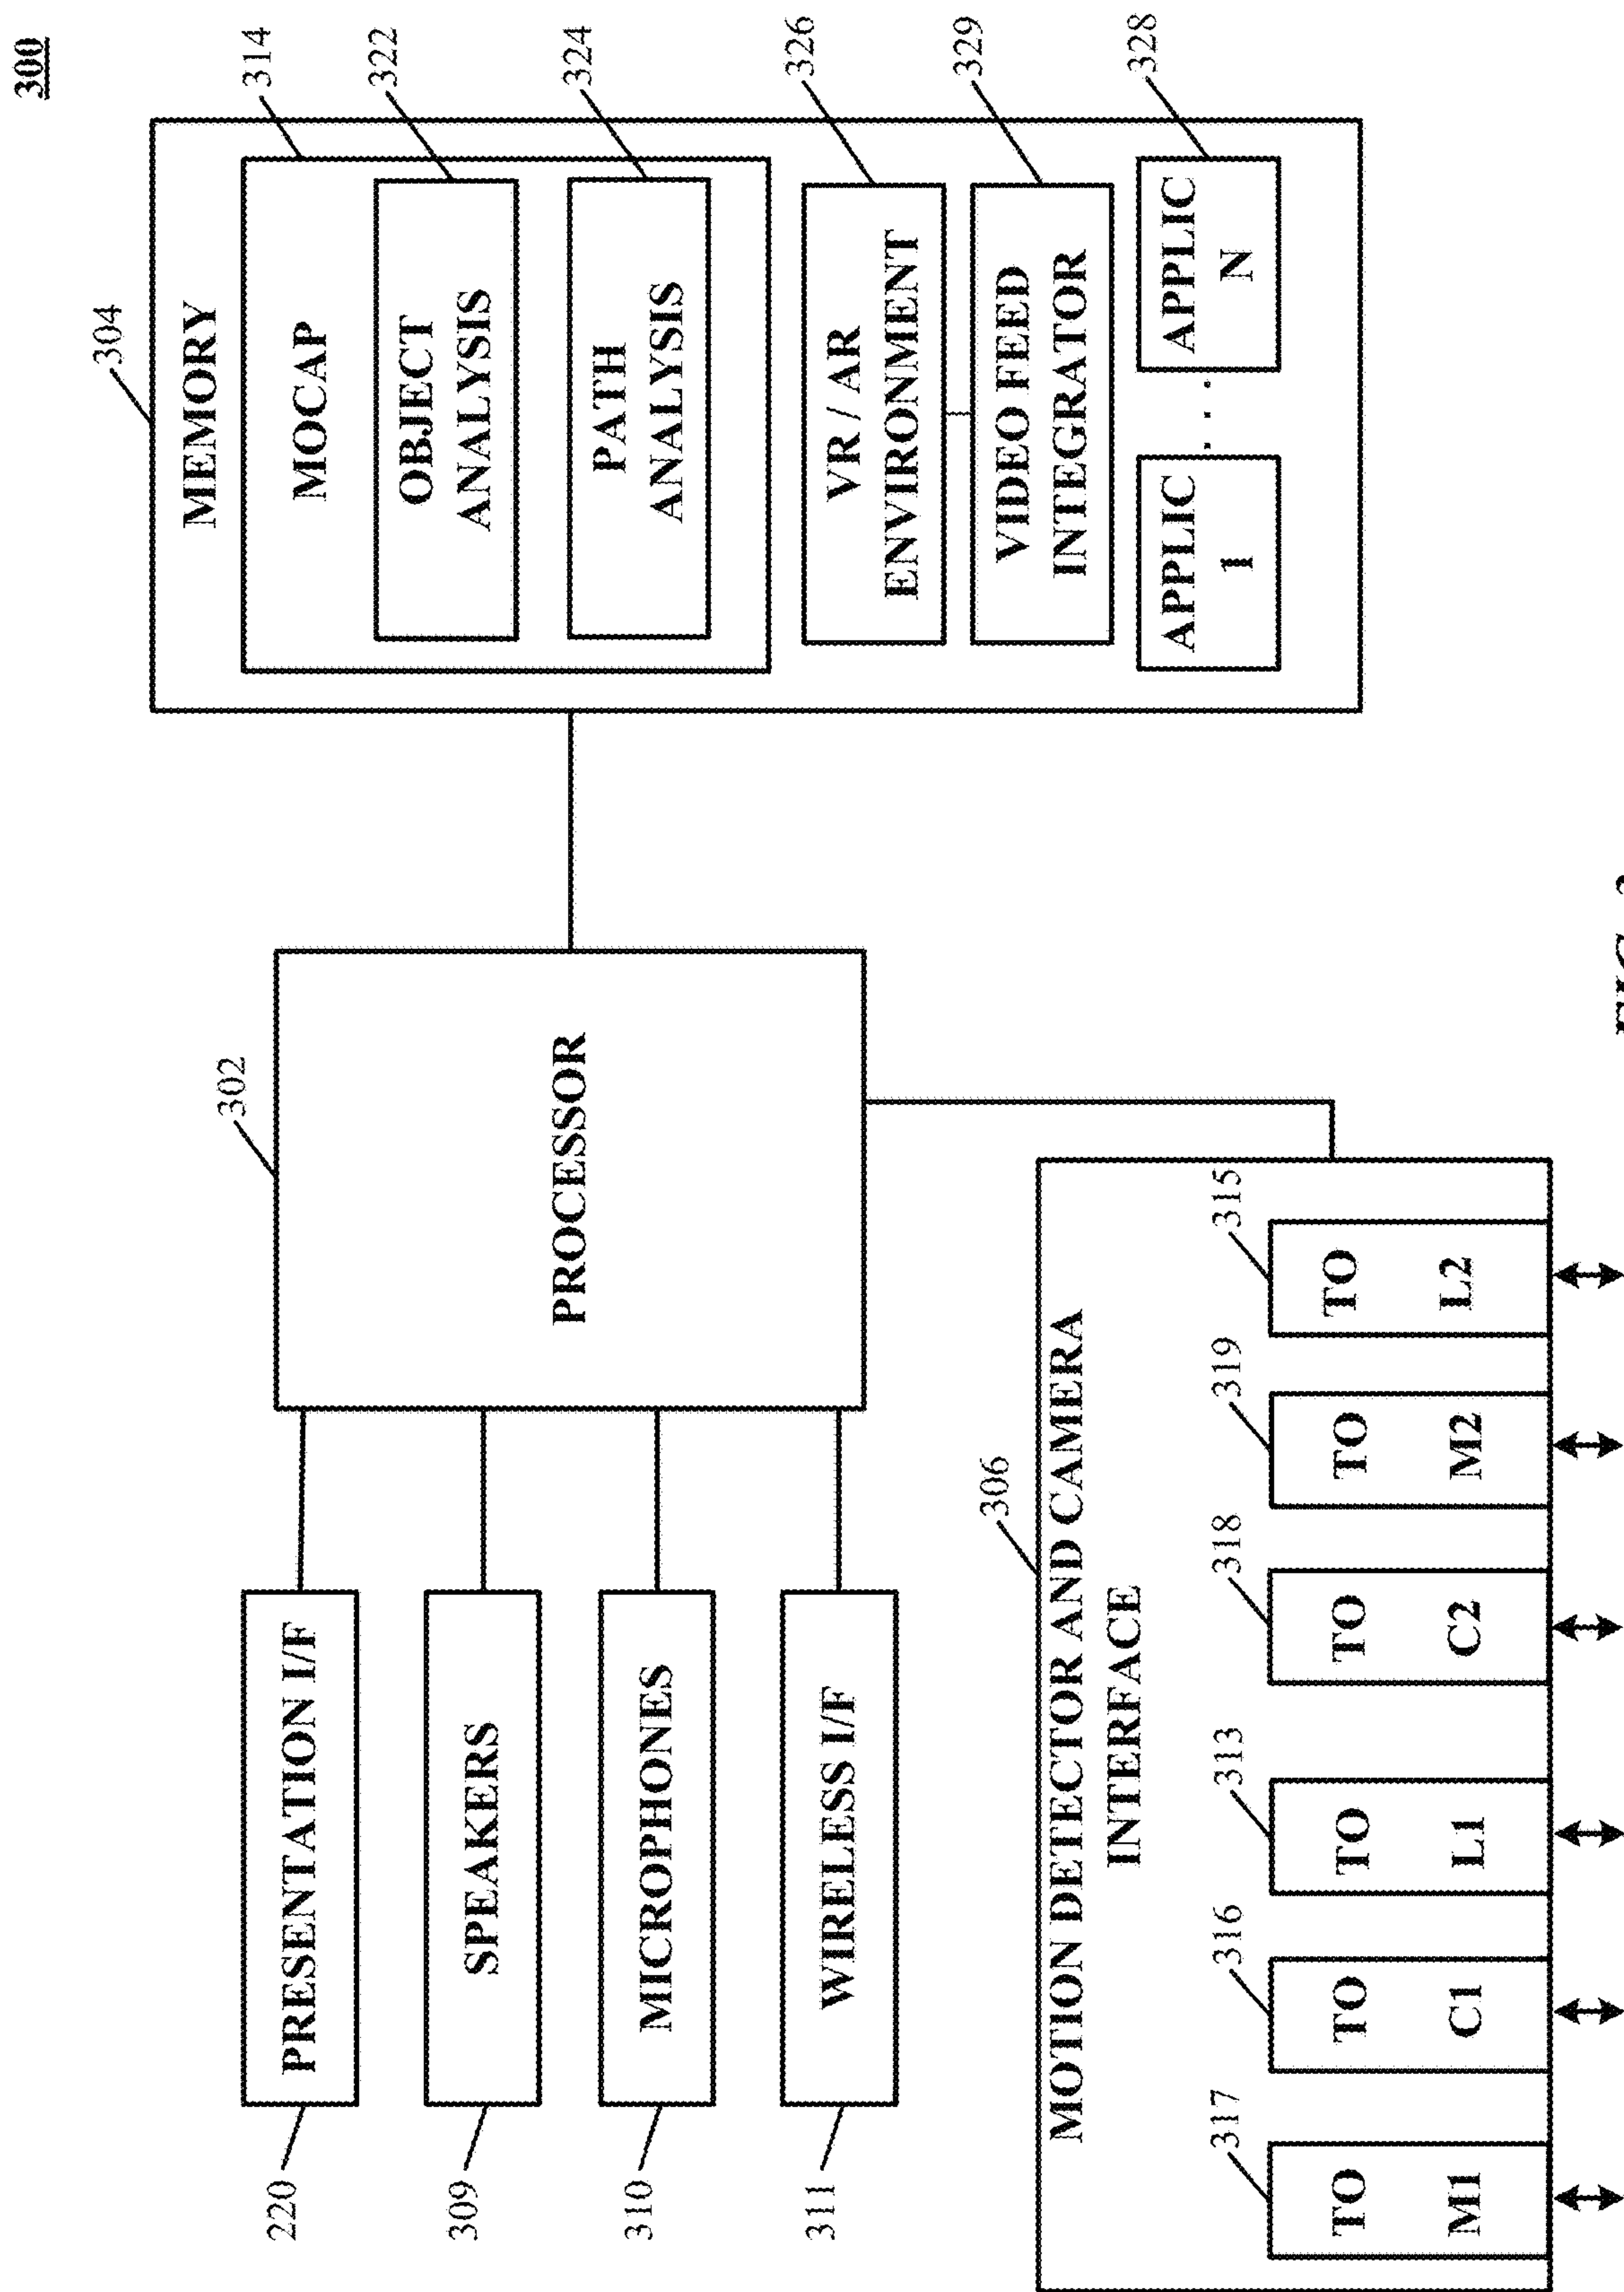 300
304
MEMORY
314
MOCAP
322
OBJECT
ANALYSIS
324
PATH
ANALYSIS
326
VR / AR
ENVIRONMENT
329
VIDEO FEED
INTEGRATOR
328
APPLIC
1
. . .
APPLIC
N
302
PROCESSOR
220
PRESENTATION I/F
309
SPEAKERS
310
MICROPHONES
311
WIRELESS I/F
306
MOTION DETECTOR AND CAMERA
INTERFACE
317
TO
M1
316
TO
C1
313
TO
L1
318
TO
C2
319
TO
M2
315
TO
L2